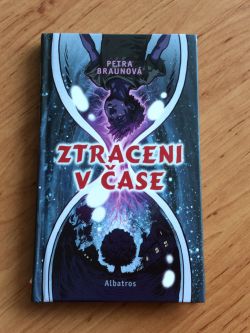 PETRA
BRAUNOVÁ
ZTRACENI
V ČASE
Albatros